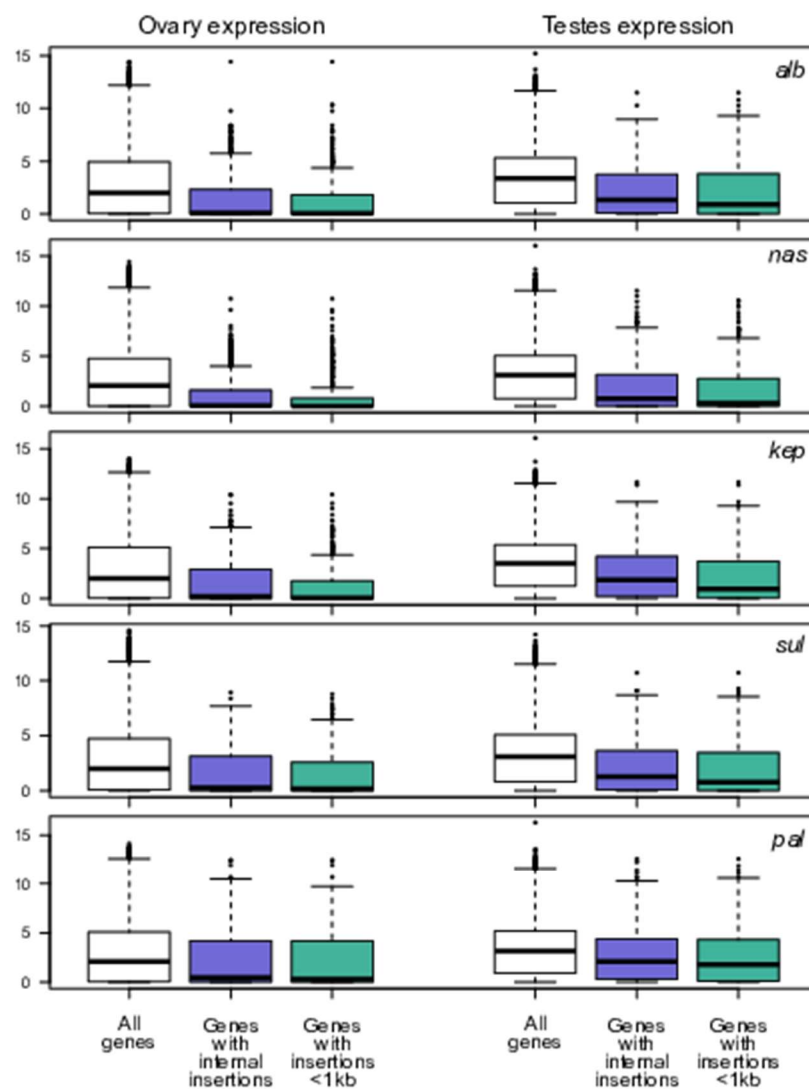 Ovary expression
Testes expression
15
10
5
0
alb
15
10
5
0
nas
15
10
5
0
kep
15
10
5
0
sul
15
10
5
0
pal
All
genes
Genes
with
internal
insertions
Genes
with
insertions
<1kb
All
genes
Genes
with
internal
insertions
Genes
with
insertions
<1kb